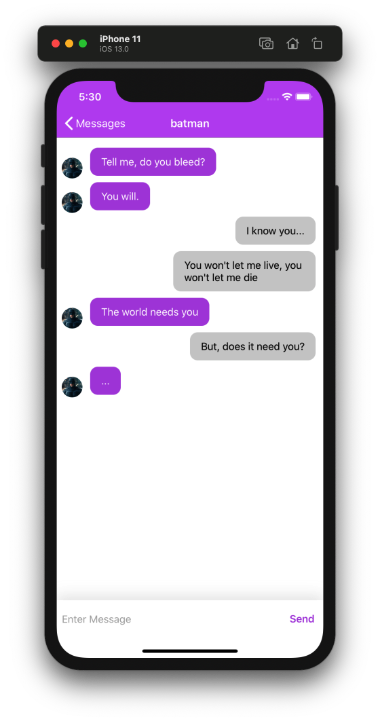 iPhone 11
iOS 13.0
5:30
Messages
batman
Tell me, do you bleed?
You will.
I know you...
You won't let me live, you
won't let me die
The world needs you
But, does it need you?
...
Enter Message
Send